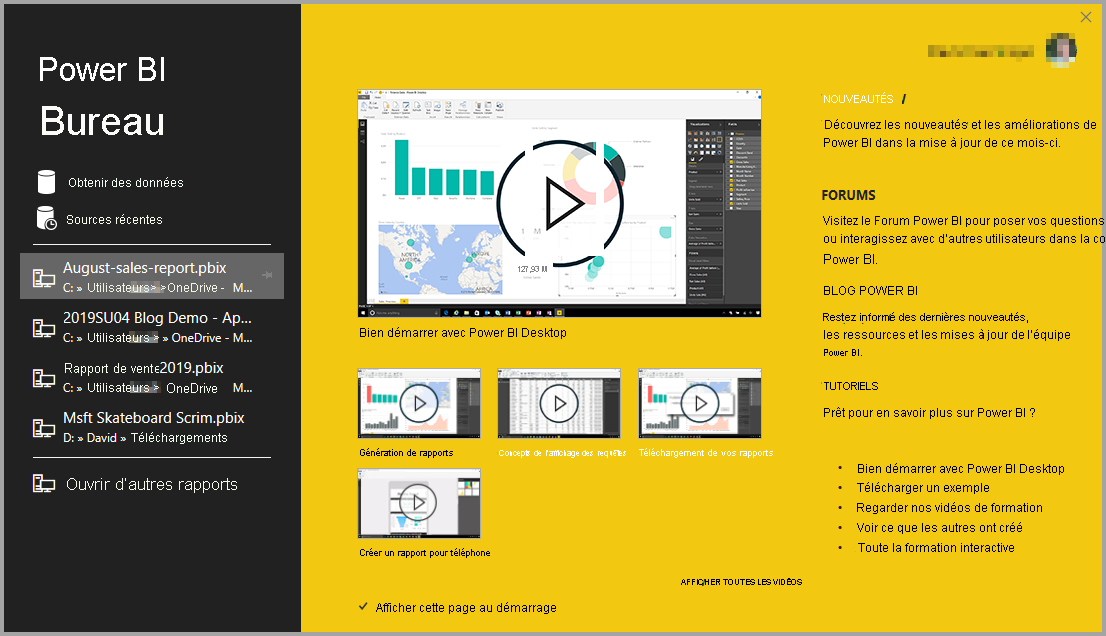 Power BI
Bureau
Obtenir des données
Sources récentes
August-sales-report.pbix
C: » Utilisateurs> >OneDrive - M...
2019SU04 Blog Demo - Ap...
C: » Utilisateurs > » OneDrive - M...
Rapport de vente2019.pbix
C: » Utilisateurs > OneDrive M...
Msft Skateboard Scrim.pbix
D: » David » Téléchargements
Ouvrir d'autres rapports
NORTH AMERICA
1 M
127,93 M
Bien démarrer avec Power BI Desktop
Génération de rapports
Concepts de l'affichage des requêtes
Téléchargement de vos rapports
Créer un rapport pour téléphone
AFFICHER TOUTES LES VIDÉOS
Afficher cette page au démarrage
NOUVEAUTÉS /
Découvrez les nouveautés et les améliorations de
Power BI dans la mise à jour de ce mois-ci.
FORUMS
Visitez le Forum Power BI pour poser vos questions
ou interagissez avec d'autres utilisateurs dans la co
Power BI.
BLOG POWER BI
Restez informé des dernières nouveautés,
les ressources et les mises à jour de l'équipe
Power BI.
TUTORIELS
Prêt pour en savoir plus sur Power BI ?
• Bien démarrer avec Power BI Desktop
• Télécharger un exemple
• Regarder nos vidéos de formation
• Voir ce que les autres ont créé
• Toute la formation interactive